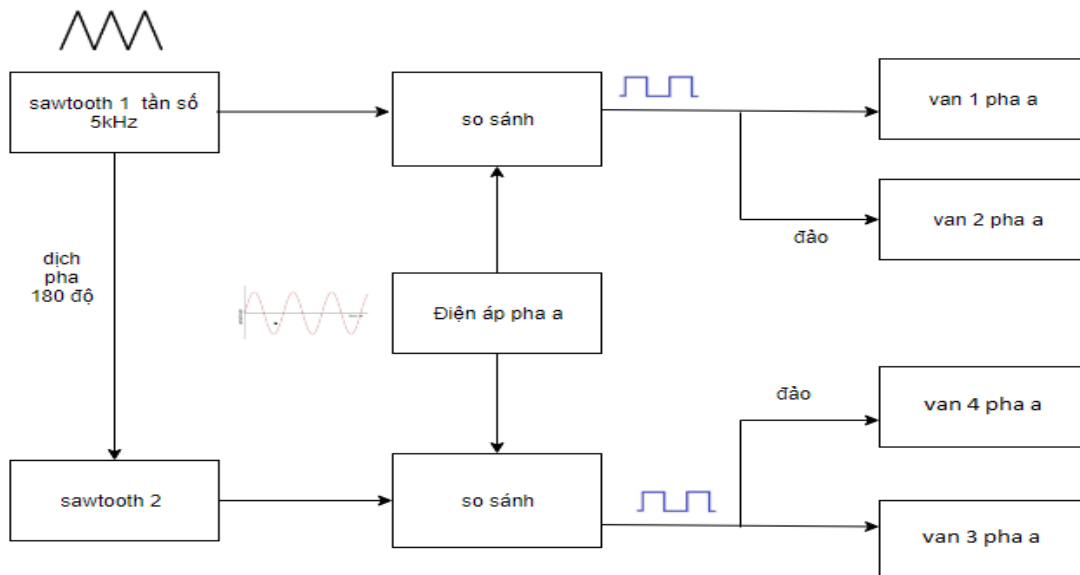 sawtooth 1 tần số
5kHz
so sánh
van 1 pha a
van 2 pha a
đảo
dịch
pha
180 độ
Điện áp pha a
đảo
van 4 pha a
sawtooth 2
so sánh
van 3 pha a